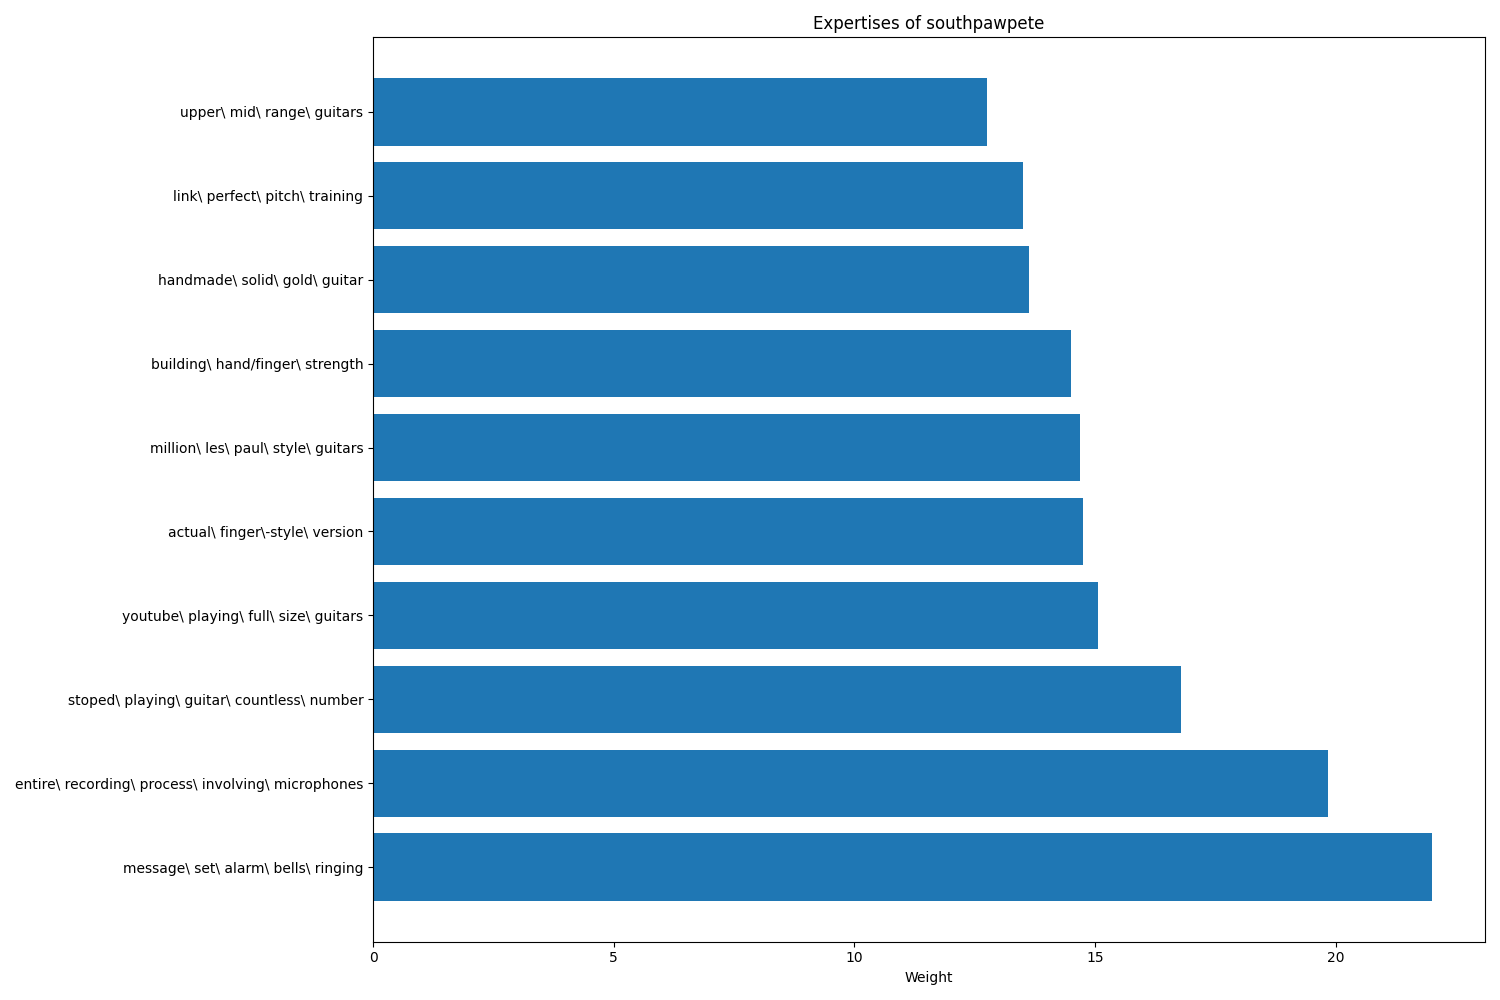 Expertises of southpawpete
upper\ mid\ range\ guitars
link\ perfect\ pitch\ training
handmade\ solid\ gold\ guitar
building\ hand/finger\ strength
million\ les\ paul\ style\ guitars
actual\ finger\-style\ version
youtube\ playing\ full\ size\ guitars
stoped\ playing\ guitar\ countless\ number
entire\ recording\ process\ involving\ microphones
message\ set\ alarm\ bells\ ringing
0 5 10 15 20
Weight